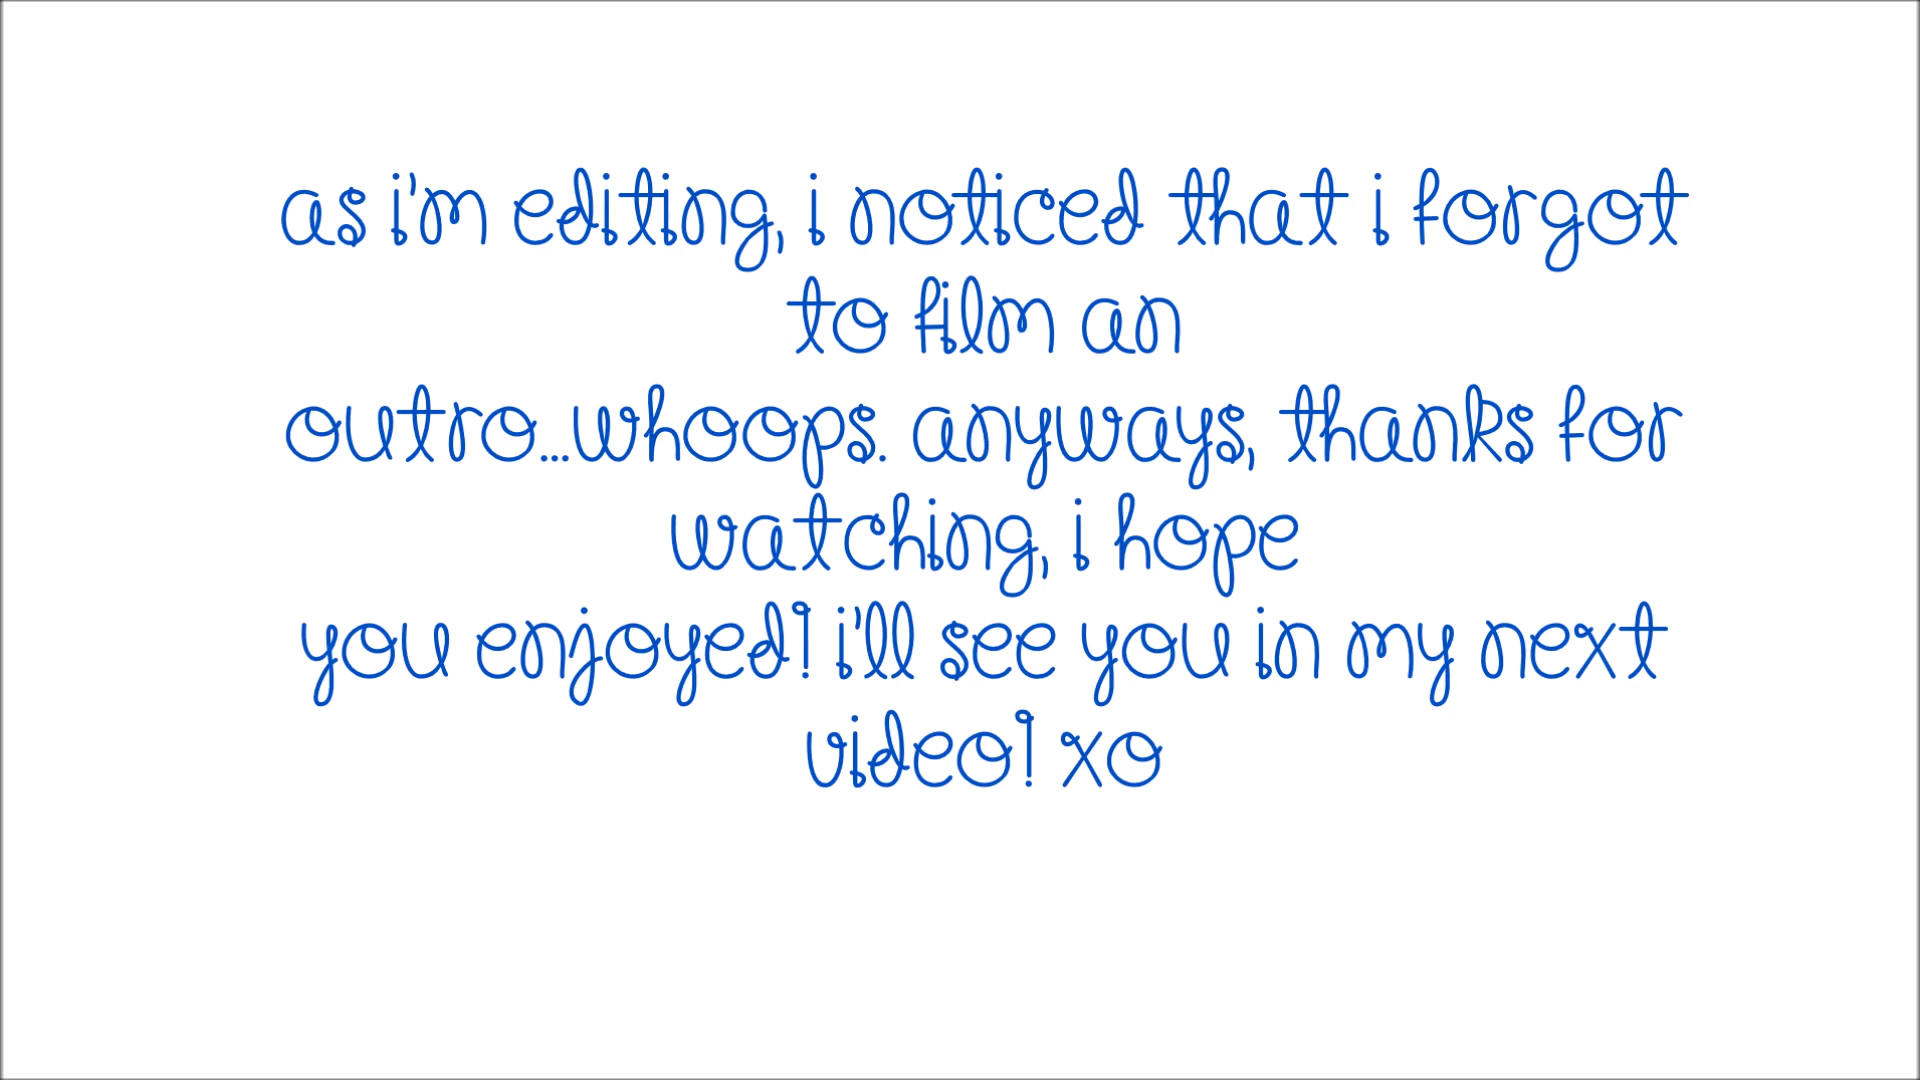 as i'm editing, i noticed that i forgot
to film an
outro...whoops. anyways, thanks for
watching, i hope
you enjoyed! i'll see you in my next
video! xo